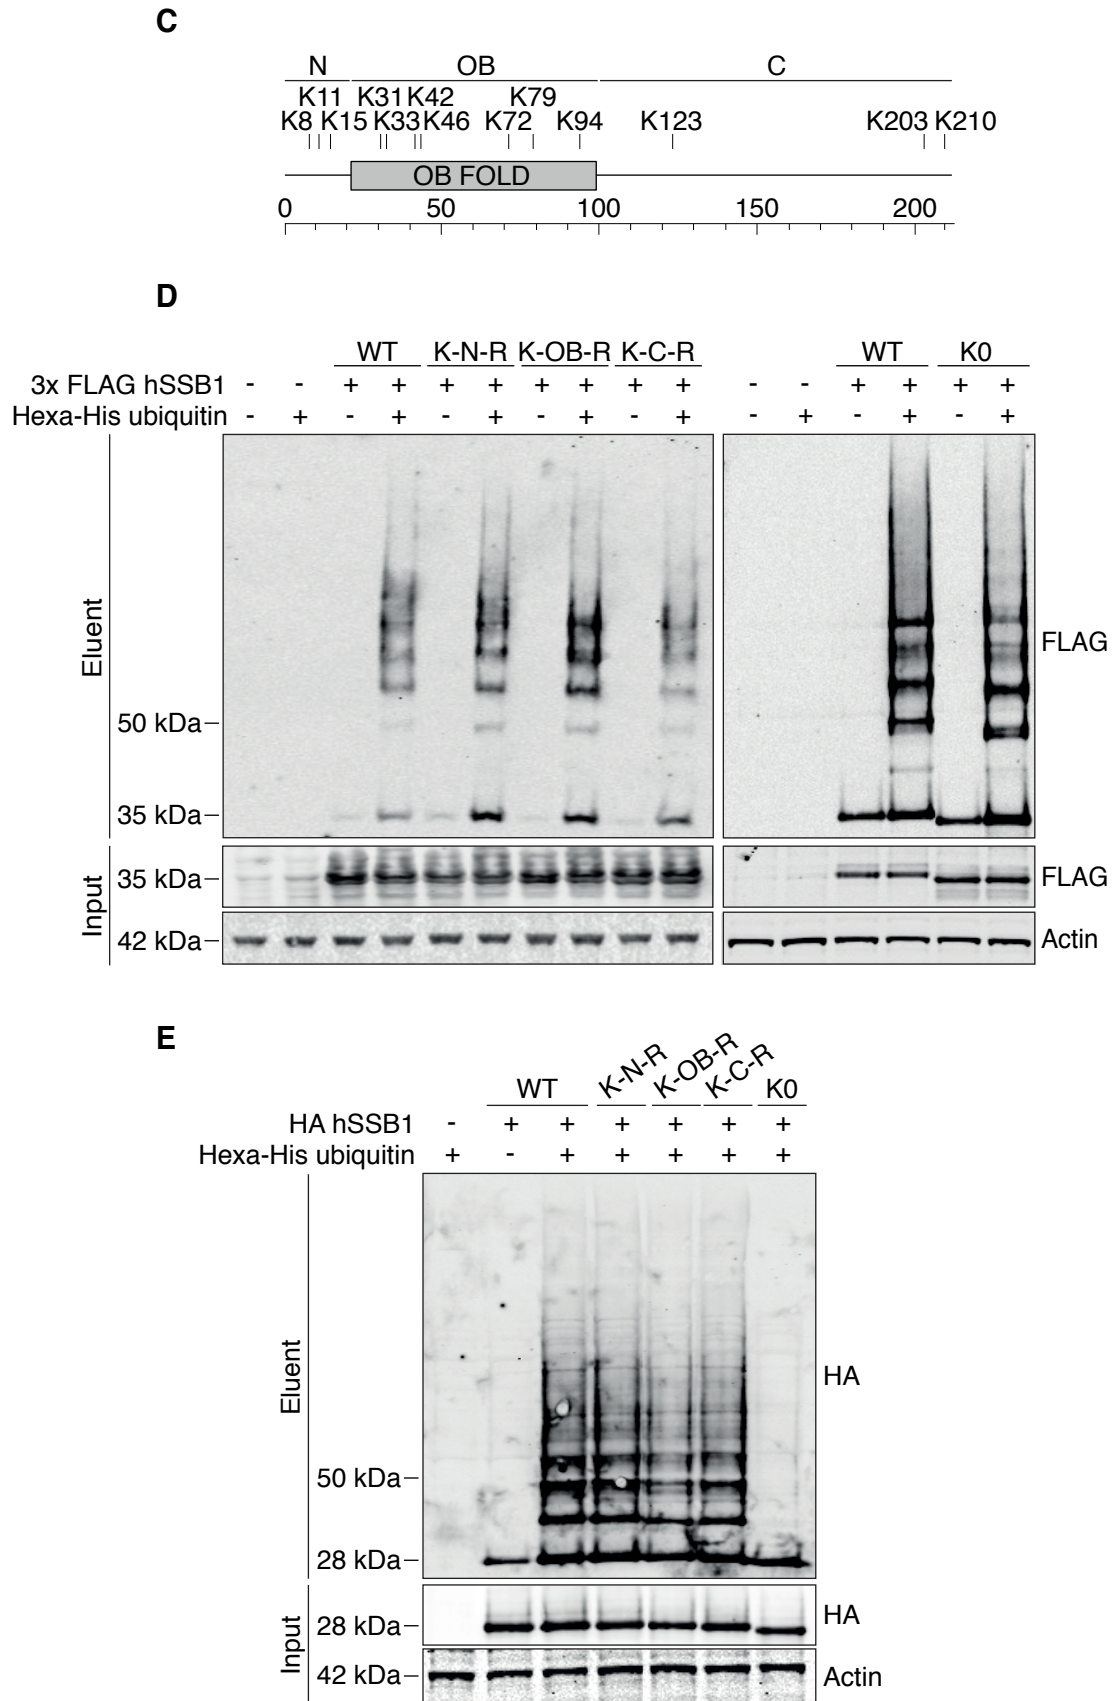 C
N OB C
K11 K31 K42 K79
K8 K15 K33 K46 K72 K94 K123 K203 K210
OB FOLD
0 50 100 150 200
D
WT K-N-R K-OB-R K-C-R WT K0
3x FLAG hSSB1 - - + + + + + + + + - - + + + +
Hexa-His ubiquitin - + - + - + - + - + - + - + - +
Eluent
FLAG
50 kDa
35 kDa
Input
35 kDa FLAG
42 kDa Actin
E
WT K-N-R K-OB-R K-C-R K0
HA hSSB1 - + + + + + +
Hexa-His ubiquitin + - + + + + +
Eluent
HA
50 kDa
28 kDa
Input
28 kDa HA
42 kDa Actin